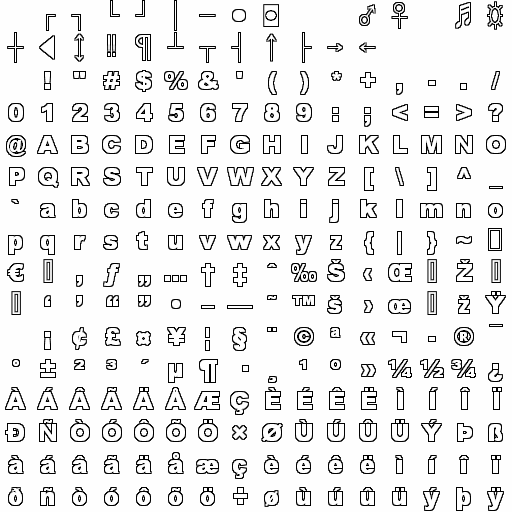 ┌ ┐ └ ┘ │ ─ ○ ◘ ♂ ♀ ♬ ☼
┼ ◄ ↕ ‼ ¶ ┴ ┬ ┤ ↑ ├ → ←
! " # $ % & ' ( ) * + , - . /
0 1 2 3 4 5 6 7 8 9 : ; < = > ?
@ A B C D E F G H I J K L M N O
P Q R S T U V W X Y Z [ \ ] ^ _
` a b c d e f g h i j k l m n o
p q r s t u v w x y z { | } ~
€ , ƒ „ … † ‡ ˆ ‰ Š ‹ Œ Ž
‘ ’ “ ” • – — ˜ ™ š › œ ž Ÿ
¡ ¢ £ ¤ ¥ ¦ § ¨ © ª « ¬ - ® ¯
° ± ² ³ ´ µ ¶ · ¸ ¹ º » ¼ ½ ¾ ¿
À Á Â Ã Ä Å Æ Ç È É Ê Ë Ì Í Î Ï
Ð Ñ Ò Ó Ô Õ Ö × Ø Ù Ú Û Ü Ý Þ ß
à á â ã ä å æ ç è é ê ë ì í î ï
ð ñ ò ó ô õ ö ÷ ø ù ú û ü ý þ ÿ